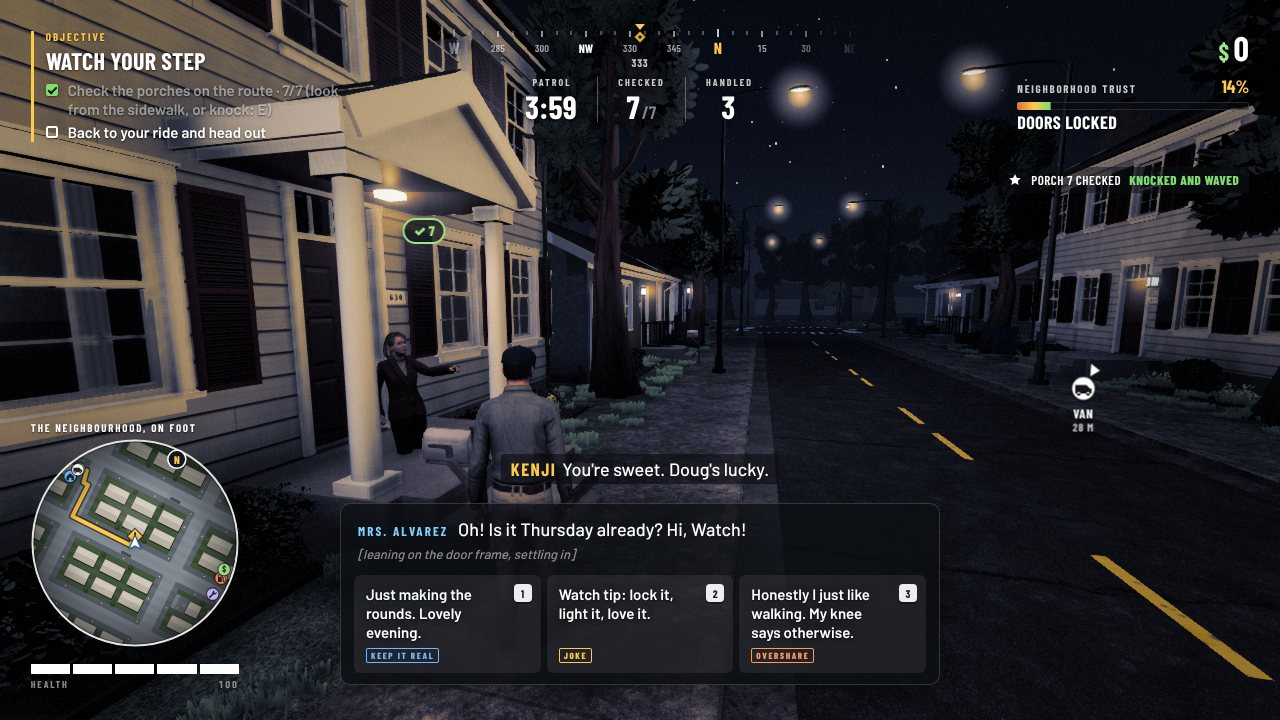 OBJECTIVE
WATCH YOUR STEP
Check the porches on the route · 7/7 (look
from the sidewalk, or knock: E)
Back to your ride and head out
W 285 300 NW 330 345 N 15 30 NE
333
PATROL CHECKED HANDLED
3:59 7/7 3
$ 0
NEIGHBORHOOD TRUST 14%
DOORS LOCKED
PORCH 7 CHECKED KNOCKED AND WAVED
7
630
VAN
28 M
THE NEIGHBOURHOOD, ON FOOT
N
$
HEALTH 100
KENJI You're sweet. Doug's lucky.
MRS. ALVAREZ Oh! Is it Thursday already? Hi, Watch!
[leaning on the door frame, settling in]
Just making the
rounds. Lovely
evening.
1
KEEP IT REAL
Watch tip: lock it,
light it, love it.
2
JOKE
Honestly I just like
walking. My knee
says otherwise.
3
OVERSHARE